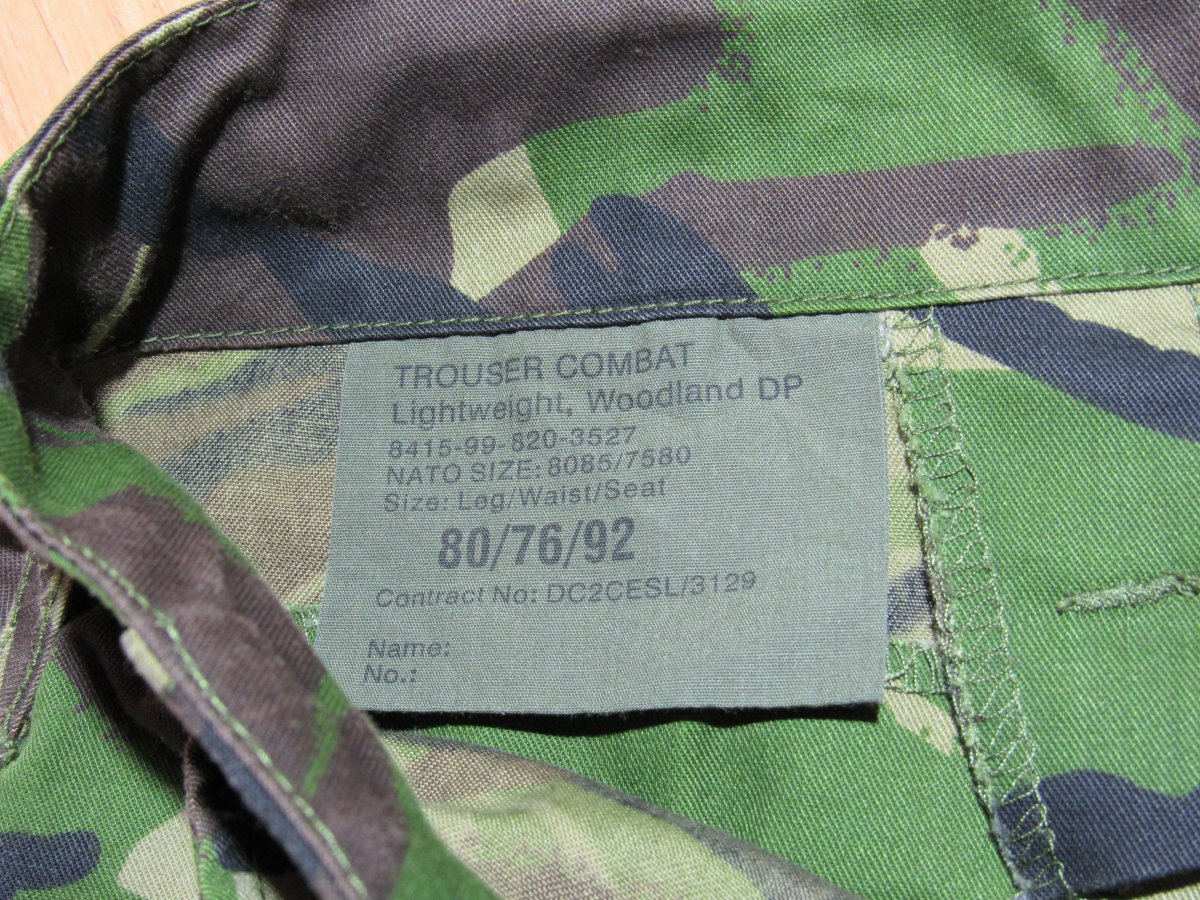 TROUSER COMBAT
Lightweight, Woodland DP
8415-99-820-3527
NATO SIZE: 8085/7580
Size: Leg/Waist/Seat
80/76/92
Contract No: DC2CESL/3129
Name:
No.: